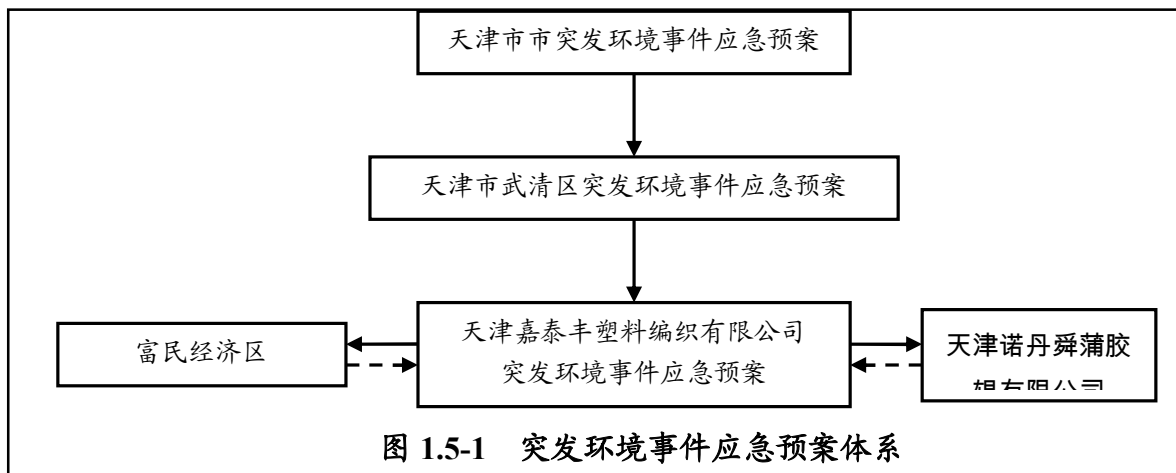 天津市市突发环境事件应急预案
天津市武清区突发环境事件应急预案
富民经济区
天津嘉泰丰塑料编织有限公司
突发环境事件应急预案
天津诺丹舜蒲胶
有限公司
图 1.5-1 突发环境事件应急预案体系